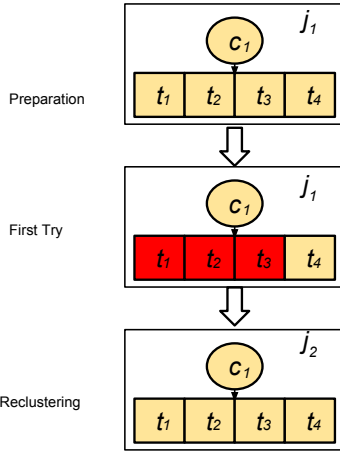 j1
c1
Preparation
t1 t2 t3 t4
j1
c1
First Try
t1 t2 t3 t4
j2
c1
Reclustering
t1 t2 t3 t4